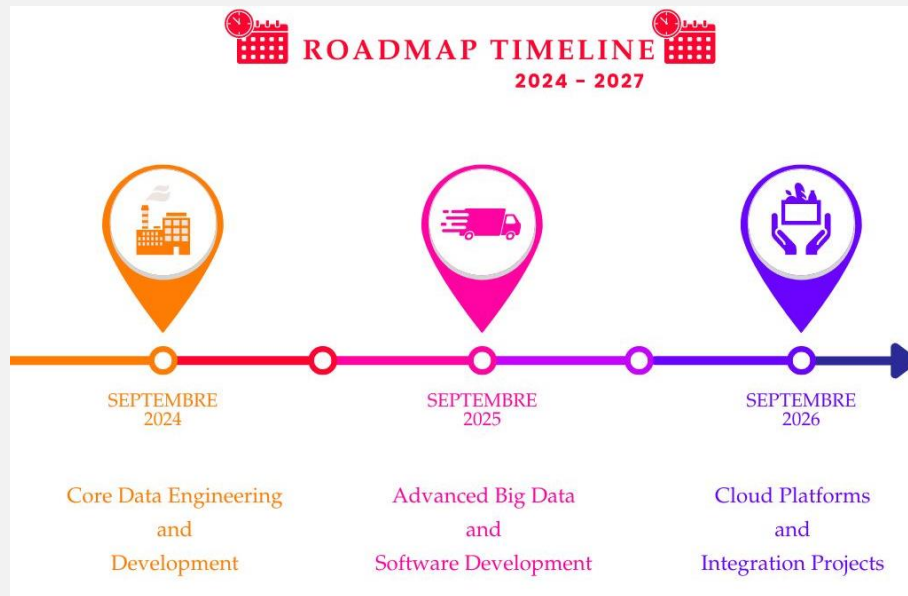 ROADMAP TIMELINE
2024 - 2027
SEPTEMBRE
2024
SEPTEMBRE
2025
SEPTEMBRE
2026
Core Data Engineering
and
Development
Advanced Big Data
and
Software Development
Cloud Platforms
and
Integration Projects